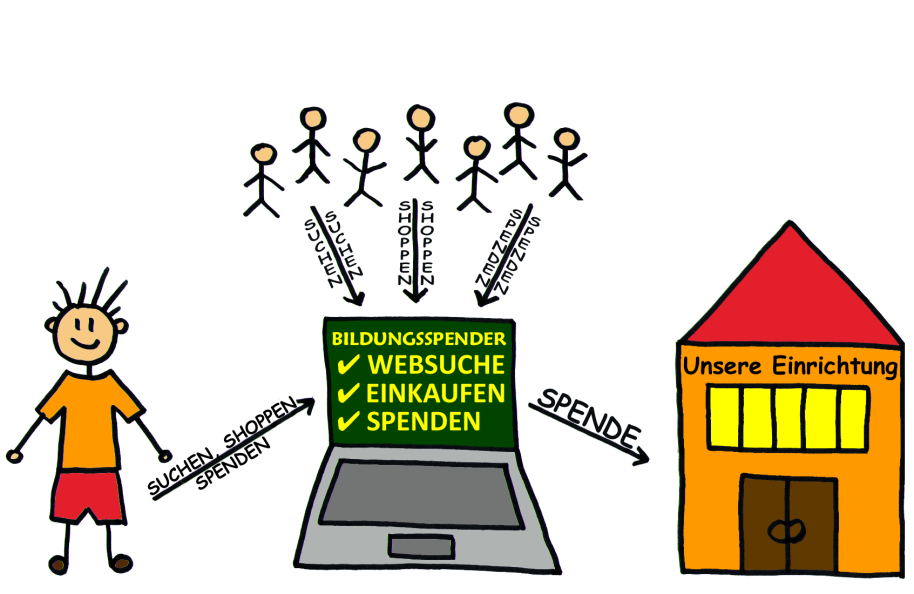 SUCHEN
SUCHEN
SHOPPEN
SHOPPEN
SPENDEN
SPENDEN
BILDUNGSSPENDER
✔ WEBSUCHE
✔ EINKAUFEN
✔ SPENDEN
SUCHEN, SHOPPEN
SPENDEN
SPENDE
Unsere Einrichtung